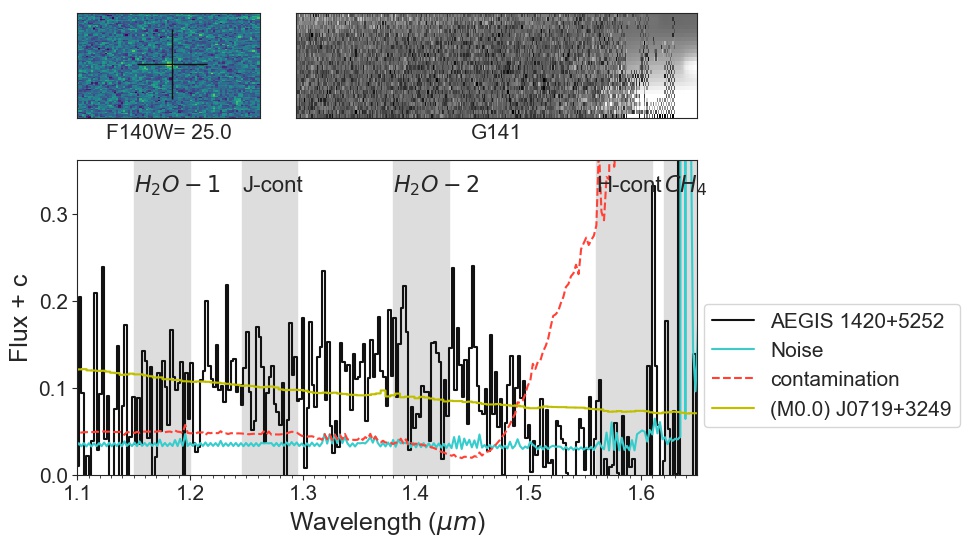 F140W= 25.0
G141
H₂O − 1
J-cont
H₂O − 2
H-cont
CH₄
Flux + c
0.3
0.2
0.1
0.0
1.1
1.2
1.3
1.4
1.5
1.6
Wavelength (μm)
AEGIS 1420+5252
Noise
contamination
(M0.0) J0719+3249